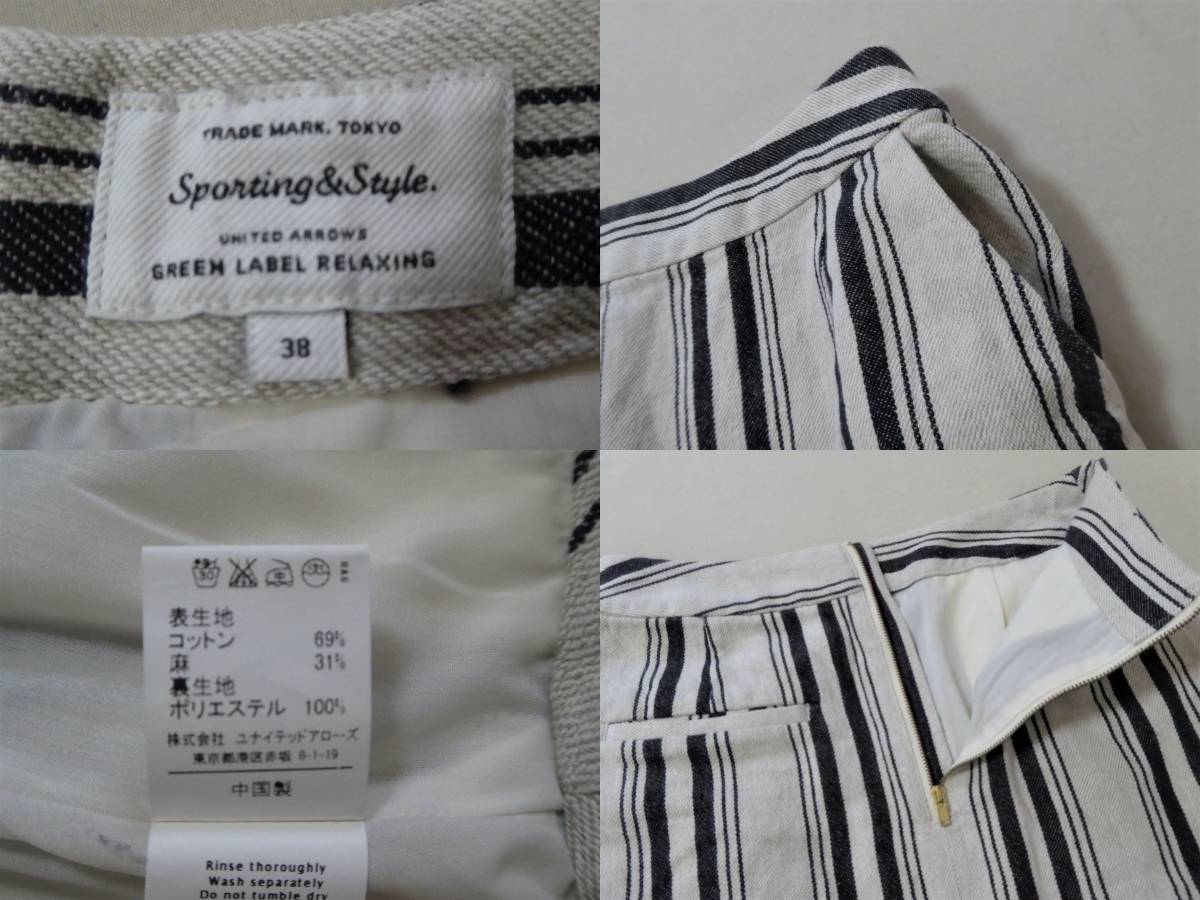 TRADE MARK. TOKYO
Sporting&Style.
UNITED ARROWS
GREEN LABEL RELAXING
38
30
表生地
コットン 69%
麻 31%
裏生地
ポリエステル 100%
株式会社 ユナイテッドアローズ
東京都港区赤坂 8-1-19
中国製
Rinse thoroughly
Wash separately
Do not tumble dry